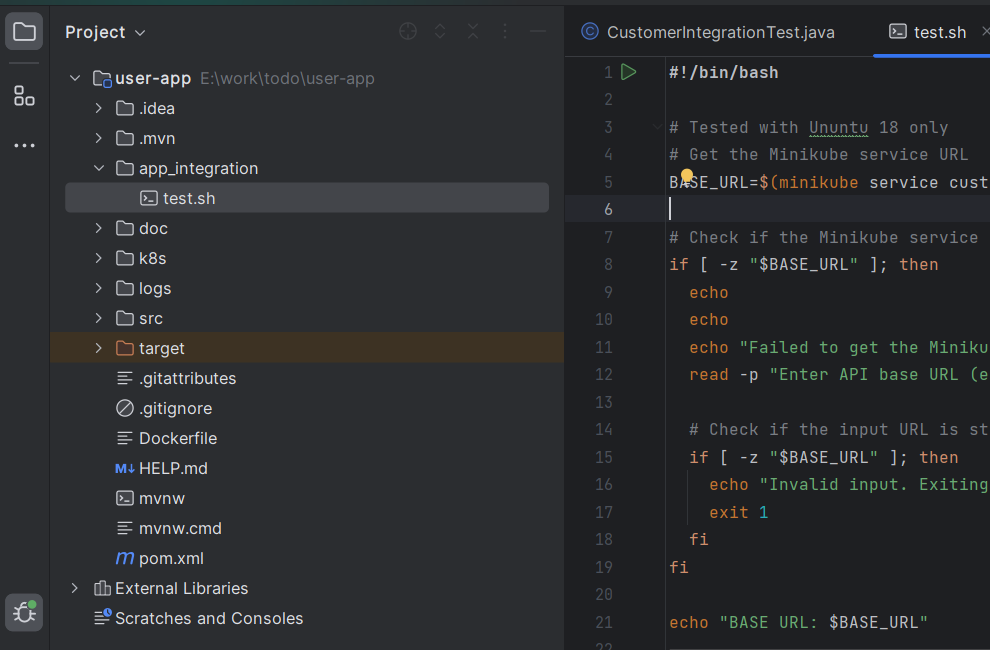 Project
user-app E:\work\todo\user-app
.idea
.mvn
app_integration
test.sh
doc
k8s
logs
src
target
.gitattributes
.gitignore
Dockerfile
M↓ HELP.md
mvnw
mvnw.cmd
m pom.xml
External Libraries
Scratches and Consoles
C CustomerIntegrationTest.java
test.sh
1 #!/bin/bash
2
3 # Tested with Ununtu 18 only
4 # Get the Minikube service URL
5 BASE_URL=$(minikube service cust
6
7 # Check if the Minikube service
8 if [ -z "$BASE_URL" ]; then
9 echo
10 echo
11 echo "Failed to get the Miniku
12 read -p "Enter API base URL (e
13
14 # Check if the input URL is st
15 if [ -z "$BASE_URL" ]; then
16 echo "Invalid input. Exiting
17 exit 1
18 fi
19 fi
20
21 echo "BASE URL: $BASE_URL"
22